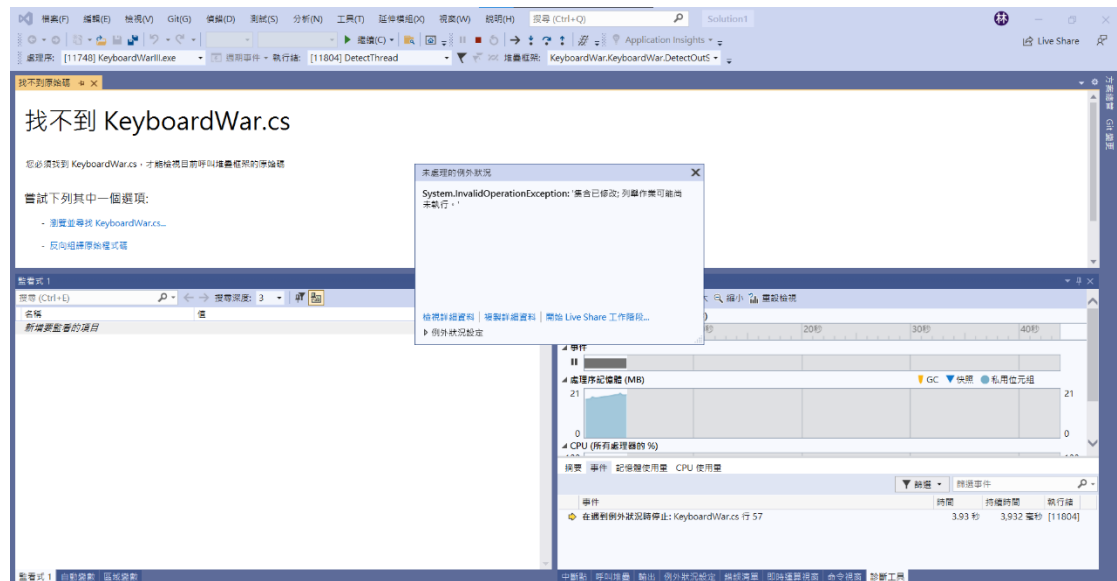 檔案(F) 編輯(E) 檢視(V) Git(G) 偵錯(D) 測試(S) 分析(N) 工具(T) 延伸模組(X) 視窗(W) 說明(H) 搜尋 (Ctrl+Q) Solution1 林
繼續(C) Application Insights Live Share
處理序: [11748] KeyboardWarIII.exe 週期事件 執行緒: [11804] DetectThread 堆疊框架: KeyboardWar.KeyboardWar.DetectOutS
找不到原始碼
找不到 KeyboardWar.cs
您必須找到 KeyboardWar.cs，才能檢視目前呼叫堆疊框架的原始碼
嘗試下列其中一個選項:
- 瀏覽並尋找 KeyboardWar.cs...
- 反向組譯原始程式碼
方案總管
Git 變更
未處理的例外狀況
System.InvalidOperationException: '集合已修改; 列舉作業可能尚
未執行。'
檢視詳細資料 | 複製詳細資料 | 開始 Live Share 工作階段...
例外狀況設定
監看式 1
搜尋 (Ctrl+E) 搜尋深度: 3
名稱 值
新增要監看的項目
縮小 重設檢視
20秒 30秒 40秒
事件
處理序記憶體 (MB) GC 快照 私用位元組
21 21
0 0
CPU (所有處理器的 %)
摘要 事件 記憶體使用量 CPU 使用量
篩選 篩選事件
事件 時間 持續時間 執行緒
在遇到例外狀況時停止: KeyboardWar.cs 行 57 3.93 秒 3,932 毫秒 [11804]
監看式 1 自動變數 區域變數
中斷點 呼叫堆疊 輸出 例外狀況設定 錯誤清單 即時運算視窗 命令視窗 診斷工具